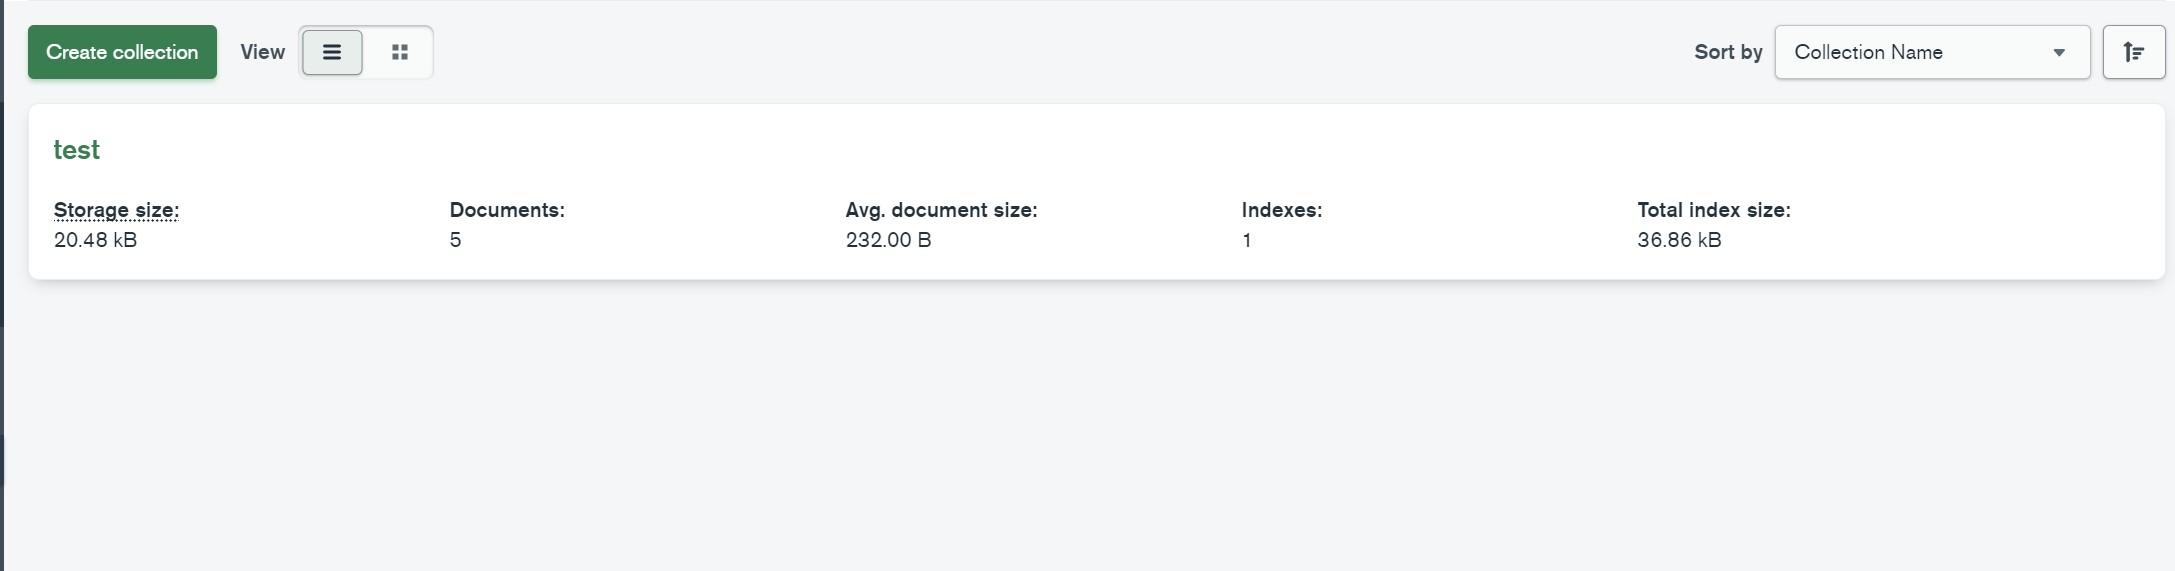 Create collection View Sort by Collection Name
test
Storage size: Documents: Avg. document size: Indexes: Total index size:
20.48 kB 5 232.00 B 1 36.86 kB